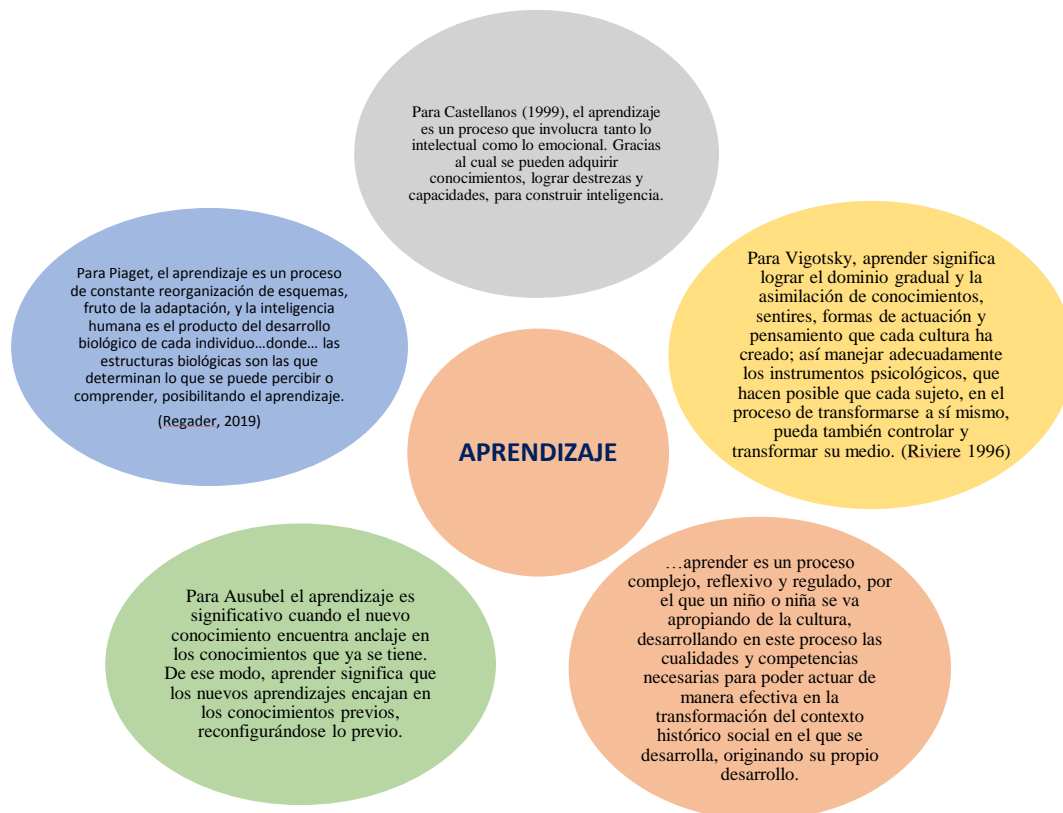 Para Castellanos (1999), el aprendizaje
es un proceso que involucra tanto lo
intelectual como lo emocional. Gracias
al cual se pueden adquirir
conocimientos, lograr destrezas y
capacidades, para construir inteligencia.
Para Piaget, el aprendizaje es un proceso
de constante reorganización de esquemas,
fruto de la adaptación, y la inteligencia
humana es el producto del desarrollo
biológico de cada individuo…donde… las
estructuras biológicas son las que
determinan lo que se puede percibir o
comprender, posibilitando el aprendizaje.
(Regader, 2019)
Para Vigotsky, aprender significa
lograr el dominio gradual y la
asimilación de conocimientos,
sentires, formas de actuación y
pensamiento que cada cultura ha
creado; así manejar adecuadamente
los instrumentos psicológicos, que
hacen posible que cada sujeto, en el
proceso de transformarse a sí mismo,
pueda también controlar y
transformar su medio. (Riviere 1996)
APRENDIZAJE
Para Ausubel el aprendizaje es
significativo cuando el nuevo
conocimiento encuentra anclaje en
los conocimientos que ya se tiene.
De ese modo, aprender significa que
los nuevos aprendizajes encajan en
los conocimientos previos,
reconfigurándose lo previo.
…aprender es un proceso
complejo, reflexivo y regulado, por
el que un niño o niña se va
apropiando de la cultura,
desarrollando en este proceso las
cualidades y competencias
necesarias para poder actuar de
manera efectiva en la
transformación del contexto
histórico social en el que se
desarrolla, originando su propio
desarrollo.